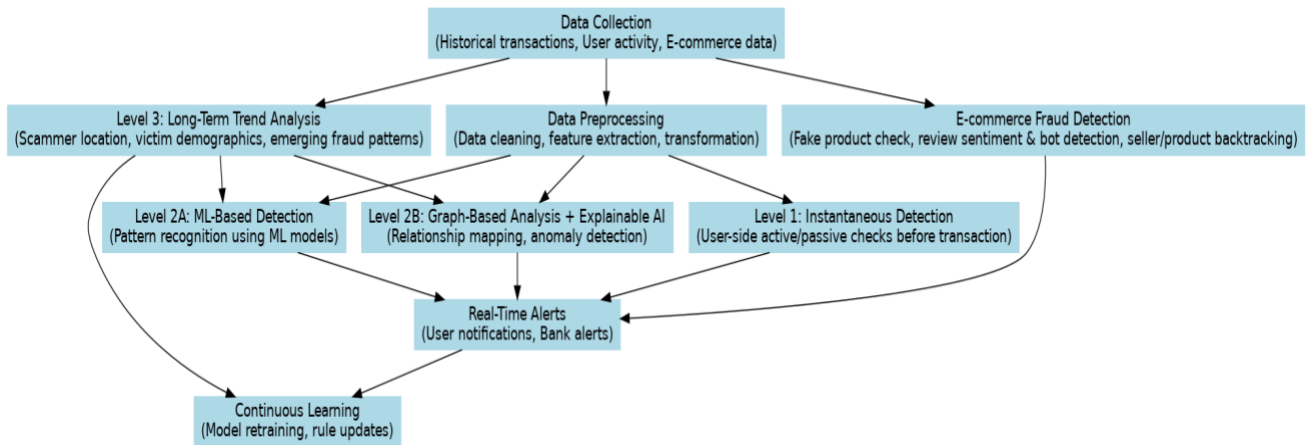 Data Collection
(Historical transactions, User activity, E-commerce data)
Level 3: Long-Term Trend Analysis
(Scammer location, victim demographics, emerging fraud patterns)
Data Preprocessing
(Data cleaning, feature extraction, transformation)
E-commerce Fraud Detection
(Fake product check, review sentiment & bot detection, seller/product backtracking)
Level 2A: ML-Based Detection
(Pattern recognition using ML models)
Level 2B: Graph-Based Analysis + Explainable AI
(Relationship mapping, anomaly detection)
Level 1: Instantaneous Detection
(User-side active/passive checks before transaction)
Real-Time Alerts
(User notifications, Bank alerts)
Continuous Learning
(Model retraining, rule updates)